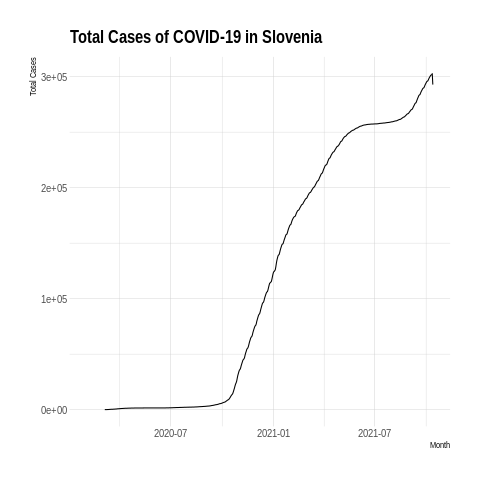 Total Cases of COVID-19 in Slovenia
Total Cases
3e+05
2e+05
1e+05
0e+00
2020-07 2021-01 2021-07
Month